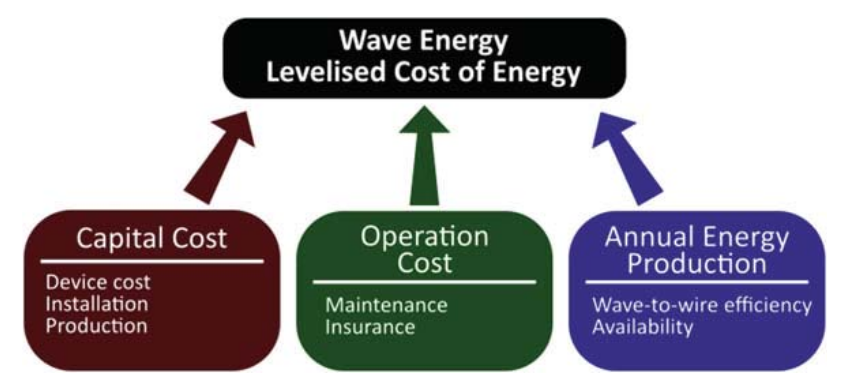 Wave Energy
Levelised Cost of Energy
Capital Cost
Device cost
Installation
Production
Operation
Cost
Maintenance
Insurance
Annual Energy
Production
Wave-to-wire efficiency
Availability